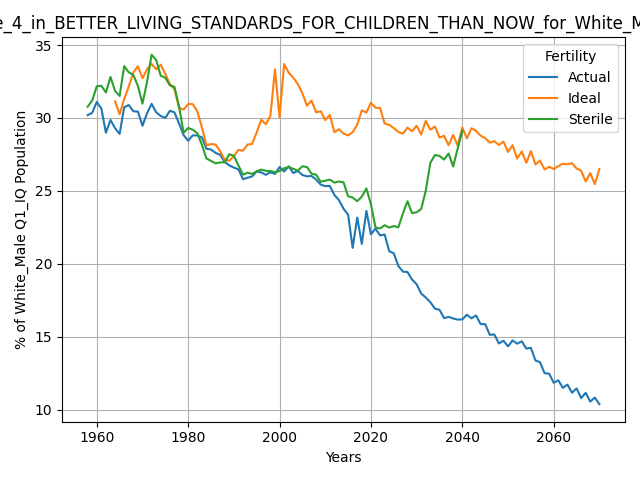 _4_in_BETTER_LIVING_STANDARDS_FOR_CHILDREN_THAN_NOW_for_White_M
Fertility
Actual
Ideal
Sterile
% of White_Male Q1_IQ Population
35
30
25
20
15
10
1960
1980
2000
2020
2040
2060
Years